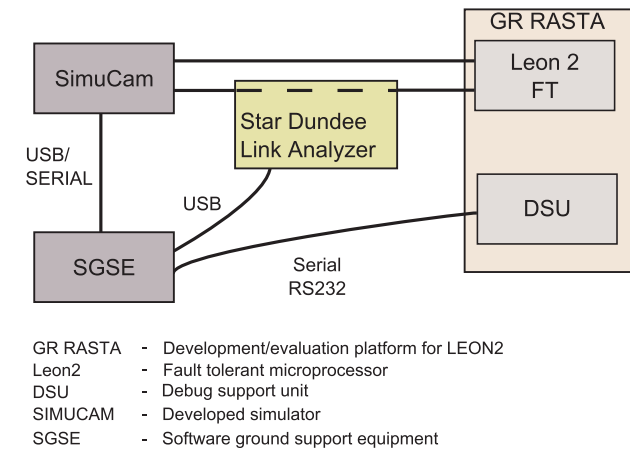 GR RASTA
SimuCam
Leon 2
FT
Star Dundee
Link Analyzer
USB/
SERIAL
USB
DSU
SGSE
Serial
RS232
GR RASTA - Development/evaluation platform for LEON2
Leon2 - Fault tolerant microprocessor
DSU - Debug support unit
SIMUCAM - Developed simulator
SGSE - Software ground support equipment